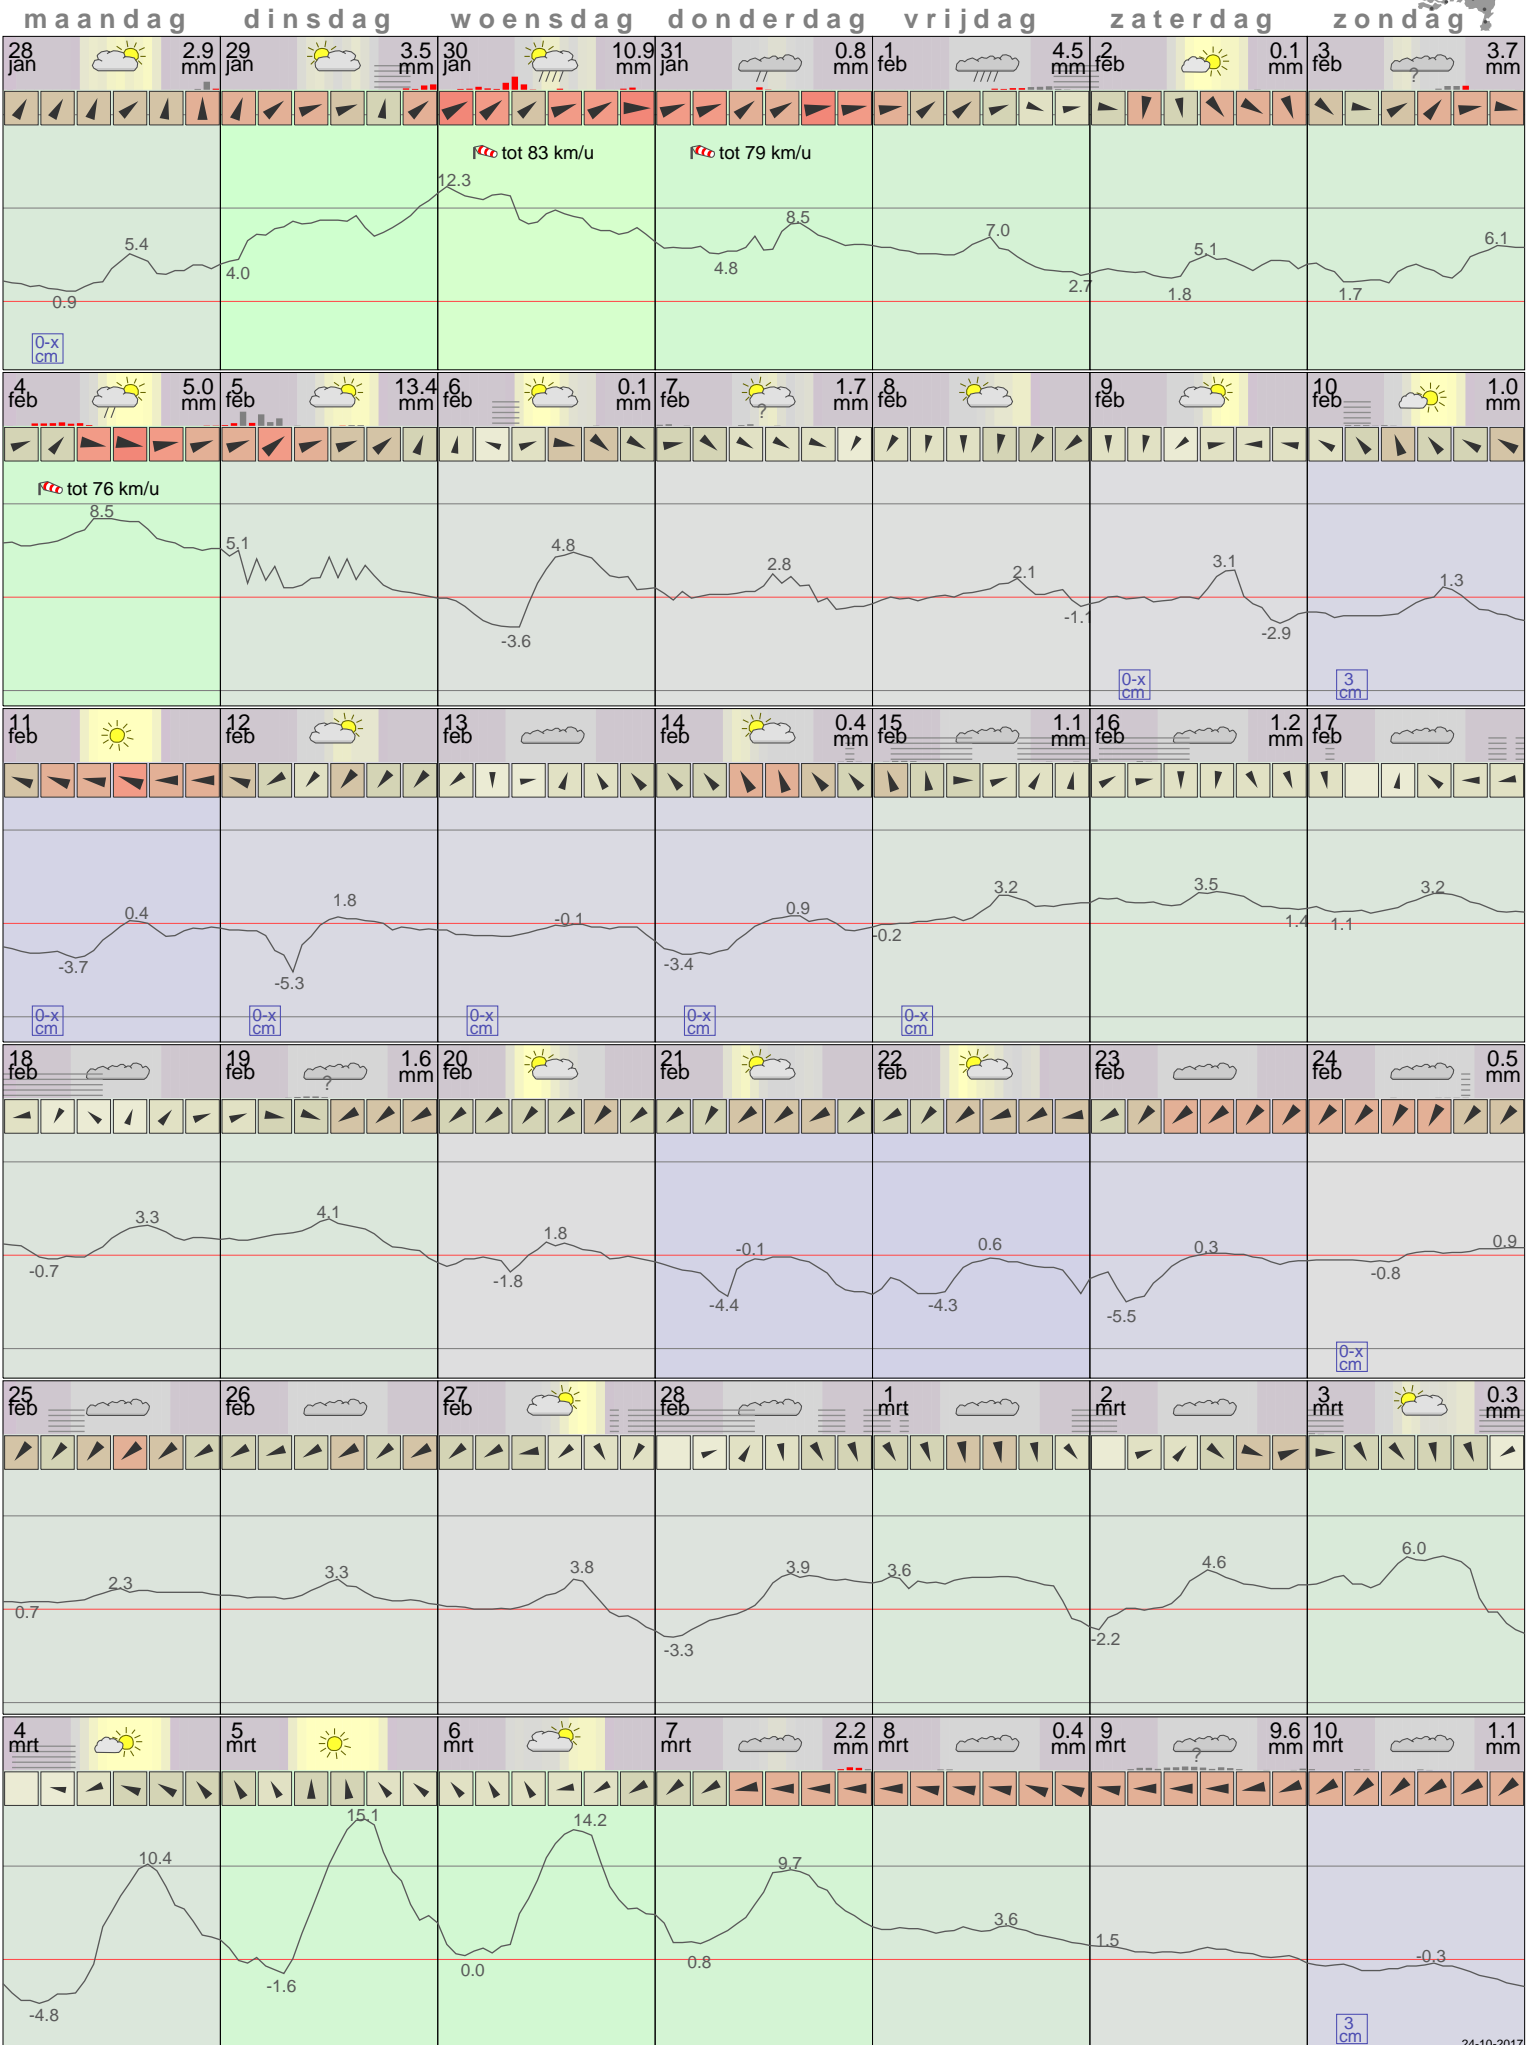 maandag dinsdag woensdag donderdag vrijdag zaterdag zondag
28 2.9 29 3.5 30 10.9 31 0.8 1 4.5 2 0.1 3 3.7
jan mm jan mm jan mm jan mm feb mm feb mm feb mm
?
tot 83 km/u tot 79 km/u
12.3
5.4 8.5 7.0 5.1 6.1
4.0 4.8
0.9 2.7 1.8 1.7
0-x
cm
4 5.0 5 13.4 6 0.1 7 1.7 8 9 10 1.0
feb mm feb mm feb mm feb mm feb feb feb mm
?
tot 76 km/u
8.5
5.1 4.8 2.8 2.1 3.1 1.3
-3.6 -1.1 -2.9
0-x 3
cm cm
11 12 13 14 0.4 15 1.1 16 1.2 17
feb feb feb feb mm feb mm feb mm feb
0.4 1.8 -0.1 0.9 3.2 3.5 3.2
-3.7 -5.3 -3.4 -0.2 1.4 1.1
0-x 0-x 0-x 0-x 0-x
cm cm cm cm cm
18 19 1.6 20 21 22 23 24 0.5
feb feb mm feb feb feb feb feb mm
?
3.3 4.1 1.8 -0.1 0.6 0.3 0.9
-0.7 -1.8 -4.4 -4.3 -5.5 -0.8
0-x
cm
25 26 27 28 1 2 3 0.3
feb feb feb feb mrt mrt mrt mm
2.3 3.3 3.8 3.9 3.6 4.6 6.0
0.7 -3.3 -2.2
4 5 6 7 2.2 8 0.4 9 9.6 10 1.1
mrt mrt mrt mrt mm mrt mm mrt mm mrt mm
?
10.4 15.1 14.2 9.7 3.6 1.5 -0.3
-4.8 -1.6 0.0 0.8
3
cm
24-10-2017